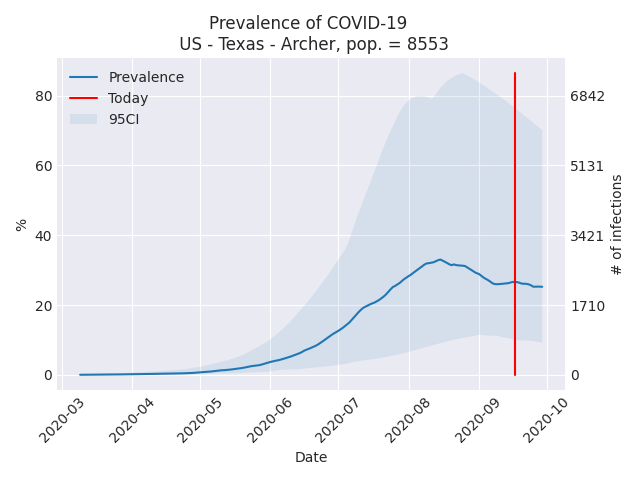 Prevalence of COVID-19
US - Texas - Archer, pop. = 8553
Prevalence
Today
95CI
%
80
60
40
20
0
6842
5131
3421
1710
0
# of infections
2020-03
2020-04
2020-05
2020-06
2020-07
2020-08
2020-09
2020-10
Date